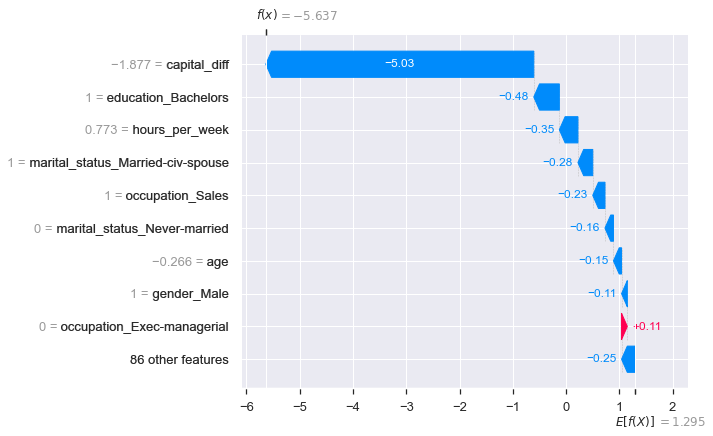 f(x) = −5.637
−1.877 = capital_diff
−5.03
1 = education_Bachelors
−0.48
0.773 = hours_per_week
−0.35
1 = marital_status_Married-civ-spouse
−0.28
1 = occupation_Sales
−0.23
0 = marital_status_Never-married
−0.16
−0.266 = age
−0.15
1 = gender_Male
−0.11
0 = occupation_Exec-managerial
+0.11
86 other features
−0.25
−6 −5 −4 −3 −2 −1 0 1 2
E[f(X)] = 1.295